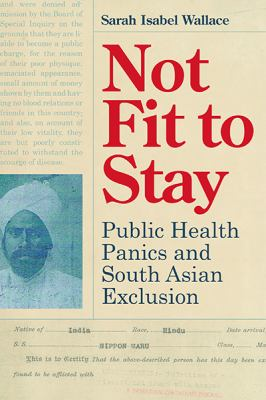 Sarah Isabel Wallace
and were denied ad-
mission by the Board of
Special Inquiry on the
grounds that they are li-
able to become a public
charge, for the reason
of their poor physique,
emaciated appearance,
small amount of money
shown by them and hav-
ing no blood relations or
friends in this country;
and also, on account of
their low vitality, they
are but poorly consti-
tuted to withstand the
scourge of disease.
Not
Fit to
Stay
Public Health
Panics and
South Asian
Exclusion
Native of India Race, Hindu Date arrival
S. S. NIPPON MARU Class,
This is to Certify That the above-described person has this day been ex
found to be afflicted with